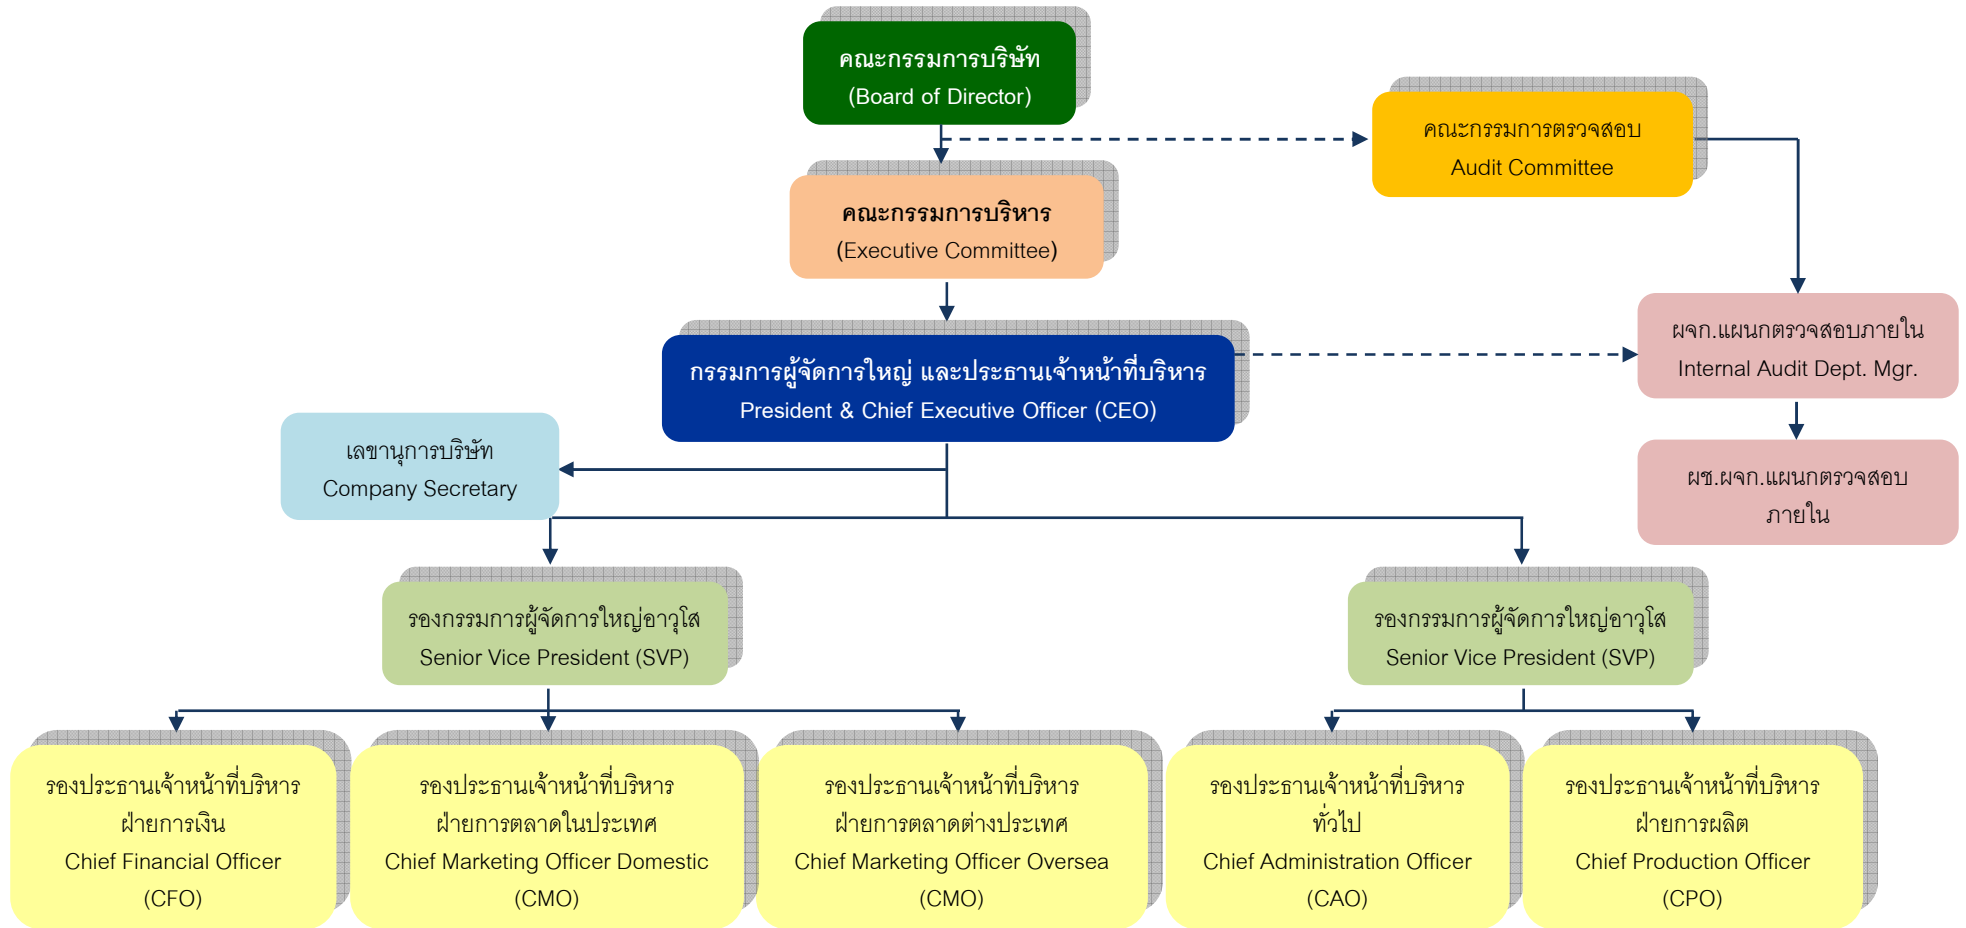 คณะกรรมการบริษัท
(Board of Director)
คณะกรรมการตรวจสอบ
Audit Committee
คณะกรรมการบริหาร
(Executive Committee)
ผจก.แผนกตรวจสอบภายใน
Internal Audit Dept. Mgr.
กรรมการผู้จัดการใหญ่ และประธานเจ้าหน้าที่บริหาร
President & Chief Executive Officer (CEO)
เลขานุการบริษัท
Company Secretary
ผช.ผจก.แผนกตรวจสอบ
ภายใน
รองกรรมการผู้จัดการใหญ่อาวุโส
Senior Vice President (SVP)
รองกรรมการผู้จัดการใหญ่อาวุโส
Senior Vice President (SVP)
รองประธานเจ้าหน้าที่บริหาร
ฝ่ายการเงิน
Chief Financial Officer
(CFO)
รองประธานเจ้าหน้าที่บริหาร
ฝ่ายการตลาดในประเทศ
Chief Marketing Officer Domestic
(CMO)
รองประธานเจ้าหน้าที่บริหาร
ฝ่ายการตลาดต่างประเทศ
Chief Marketing Officer Oversea
(CMO)
รองประธานเจ้าหน้าที่บริหาร
ทั่วไป
Chief Administration Officer
(CAO)
รองประธานเจ้าหน้าที่บริหาร
ฝ่ายการผลิต
Chief Production Officer
(CPO)